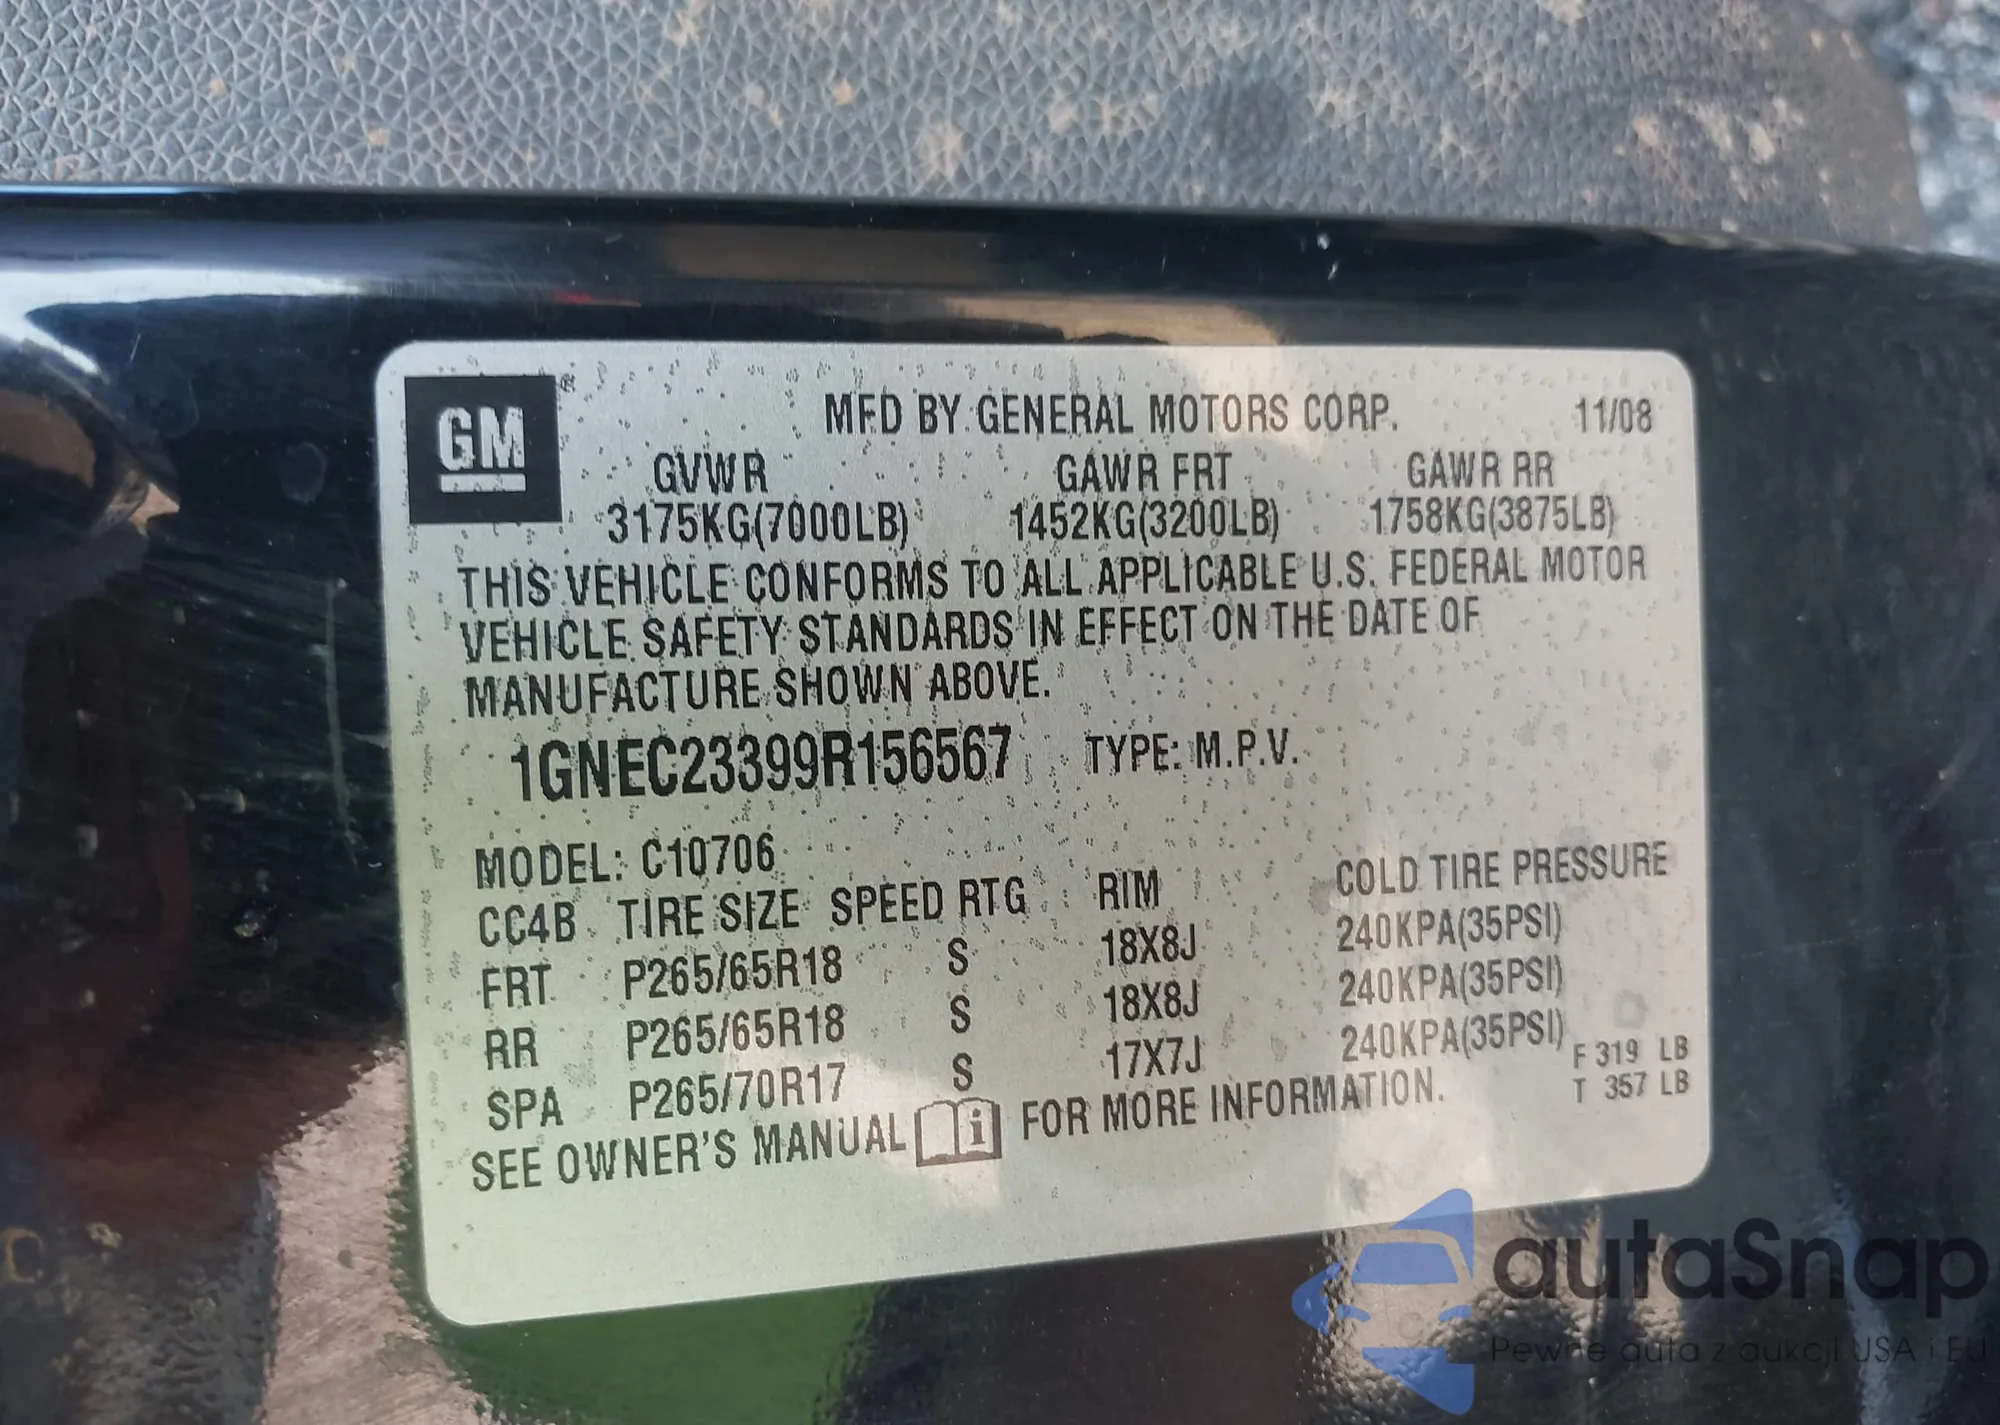 GM
MFD BY GENERAL MOTORS CORP. 11/08
GVWR GAWR FRT GAWR RR
3175KG(7000LB) 1452KG(3200LB) 1758KG(3875LB)
THIS VEHICLE CONFORMS TO ALL APPLICABLE U.S. FEDERAL MOTOR
VEHICLE SAFETY STANDARDS IN EFFECT ON THE DATE OF
MANUFACTURE SHOWN ABOVE.
1GNEC23399R156567 TYPE: M.P.V.
MODEL: C10706
CC4B TIRE SIZE SPEED RTG RIM COLD TIRE PRESSURE
FRT P265/65R18 S 18X8J 240KPA(35PSI)
RR P265/65R18 S 18X8J 240KPA(35PSI)
SPA P265/70R17 S 17X7J 240KPA(35PSI)
F 319 LB
T 357 LB
SEE OWNER'S MANUAL i FOR MORE INFORMATION.
autaSnap
Pewne auta z aukcji USA i EU